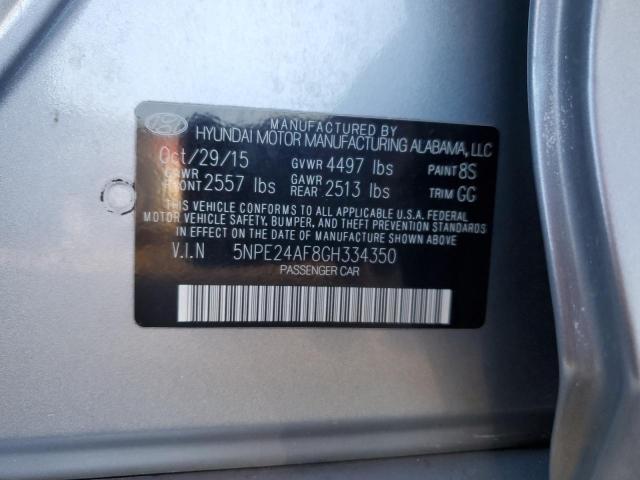 MANUFACTURED BY
HYUNDAI MOTOR MANUFACTURING ALABAMA, LLC
Oct/29/15 GVWR 4497 lbs PAINT 8S
GAWR FRONT 2557 lbs GAWR REAR 2513 lbs TRIM GG
THIS VEHICLE CONFORMS TO ALL APPLICABLE U.S.A. FEDERAL
MOTOR VEHICLE SAFETY, BUMPER, AND THEFT PREVENTION STANDARDS
IN EFFECT ON THE DATE OF MANUFACTURE SHOWN ABOVE
V.I.N 5NPE24AF8GH334350
PASSENGER CAR